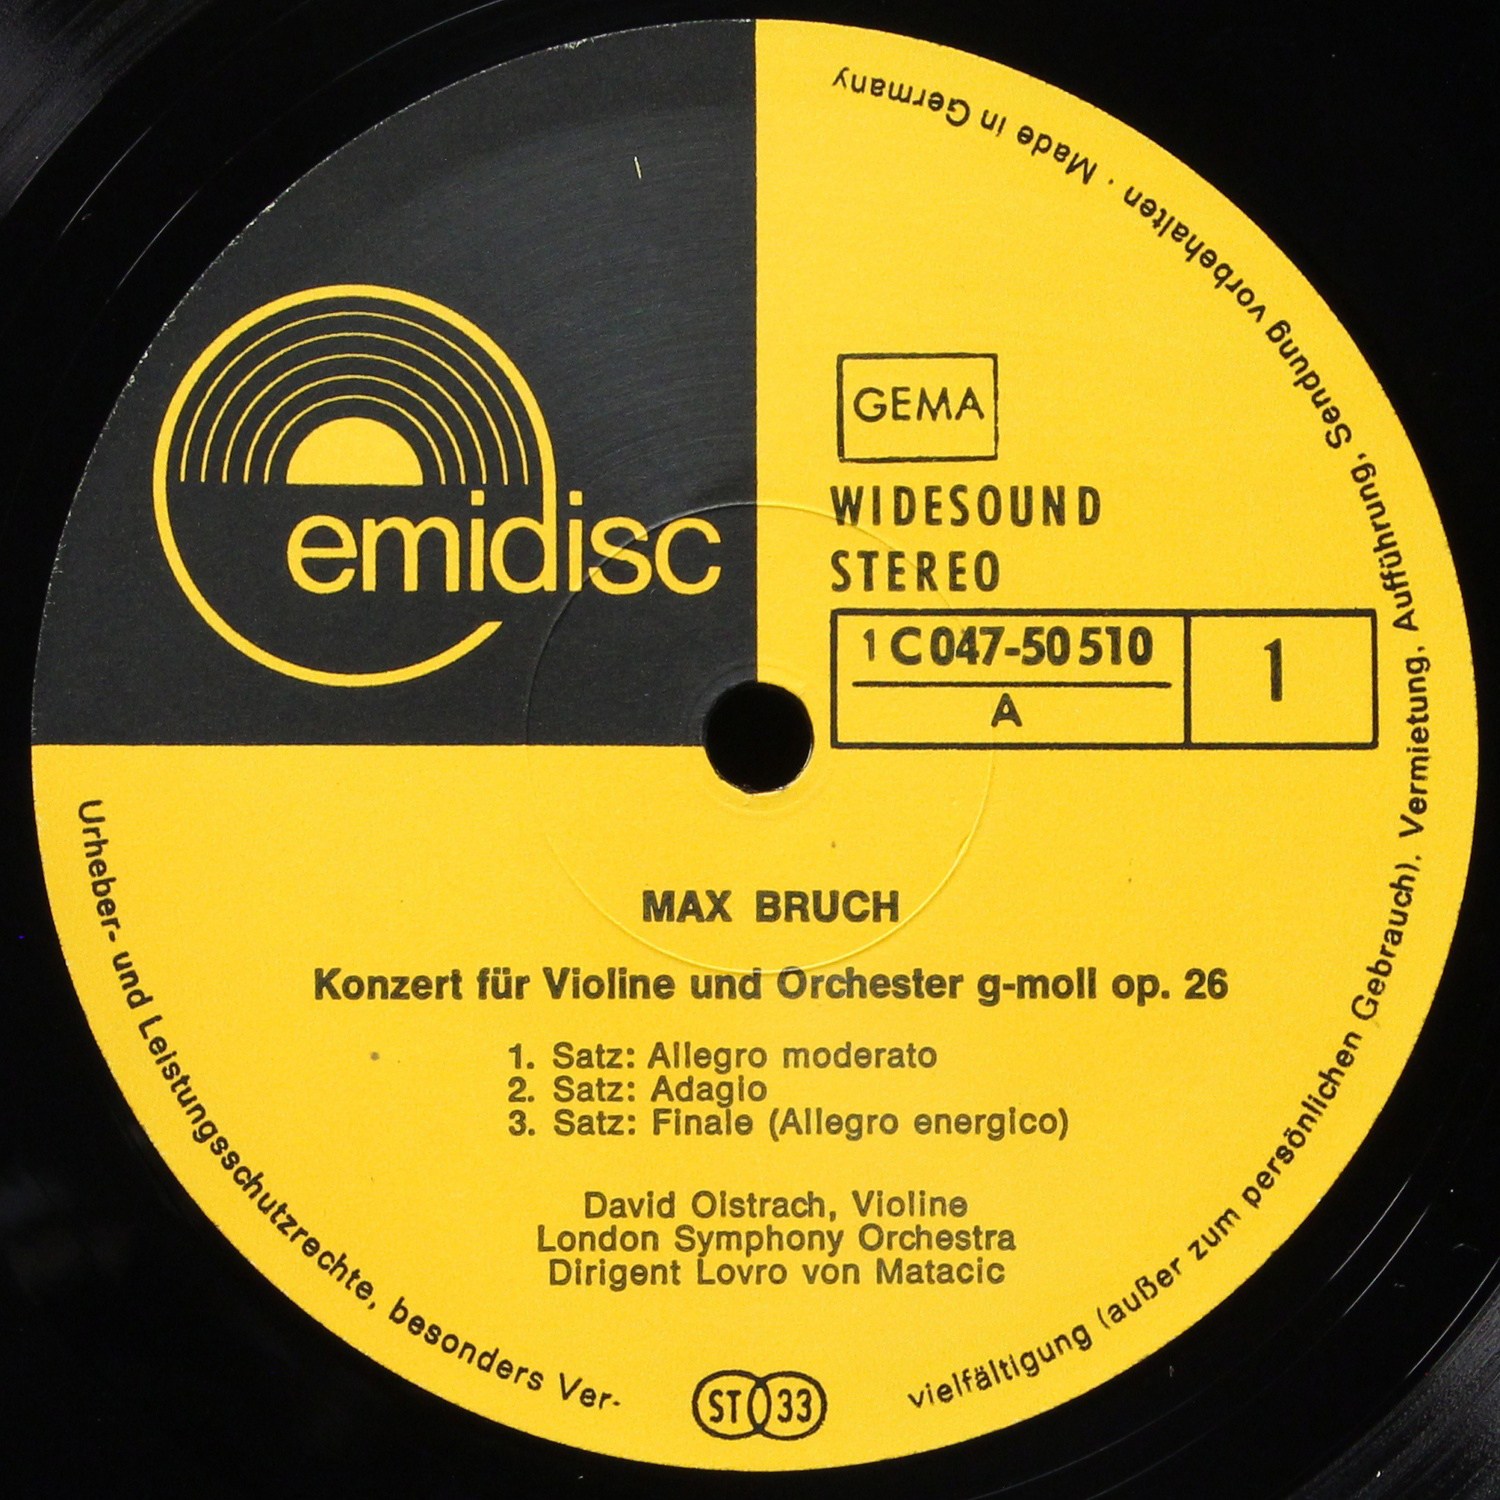 emidisc
GEMA
WIDESOUND
STEREO
1 C 047-50 510
A
1
MAX BRUCH
Konzert für Violine und Orchester g-moll op. 26
1. Satz: Allegro moderato
2. Satz: Adagio
3. Satz: Finale (Allegro energico)
David Oistrach, Violine
London Symphony Orchestra
Dirigent Lovro von Matacic
ST 33
Urheber- und Leistungsschutzrechte, besonders Ver-
vielfältigung (außer zum persönlichen Gebrauch), Vermietung, Aufführung, Sendung vorbehalten . Made in Germany